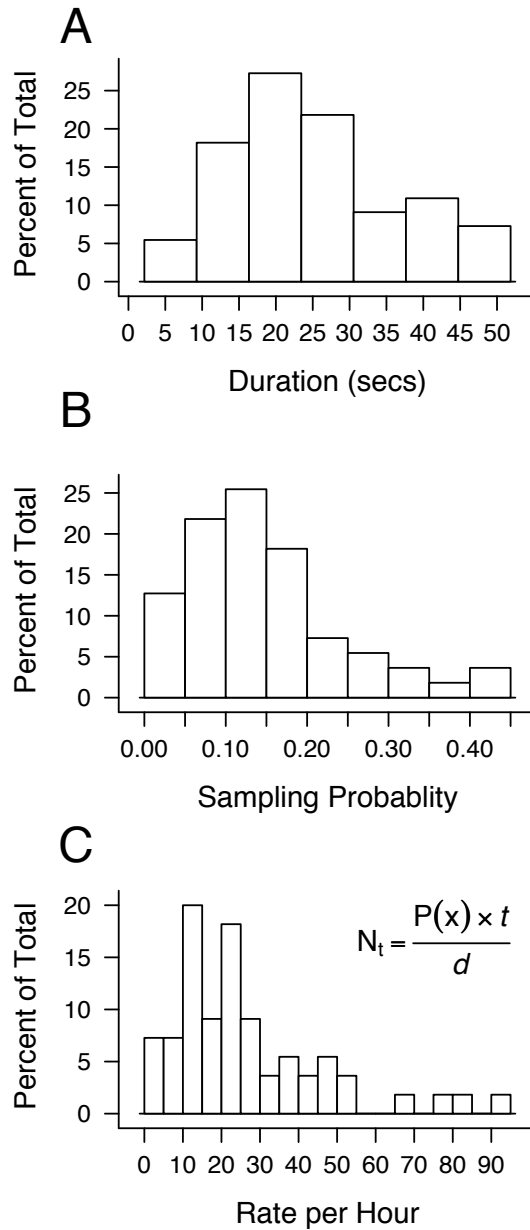 A
Percent of Total
25
20
15
10
5
0
0 5 10 15 20 25 30 35 40 45 50
Duration (secs)
B
Percent of Total
25
20
15
10
5
0
0.00 0.10 0.20 0.30 0.40
Sampling Probablity
C
Percent of Total
20
15
10
5
0
N_t = P(x) × t / d
0 10 20 30 40 50 60 70 80 90
Rate per Hour